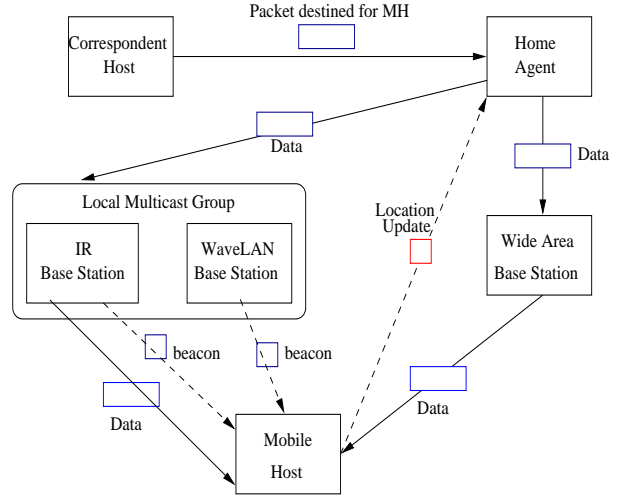 Packet destined for MH
Correspondent
Host
Home
Agent
Data
Data
Local Multicast Group
Location
Update
IR
Base Station
WaveLAN
Base Station
Wide Area
Base Station
beacon
beacon
Data
Data
Mobile
Host